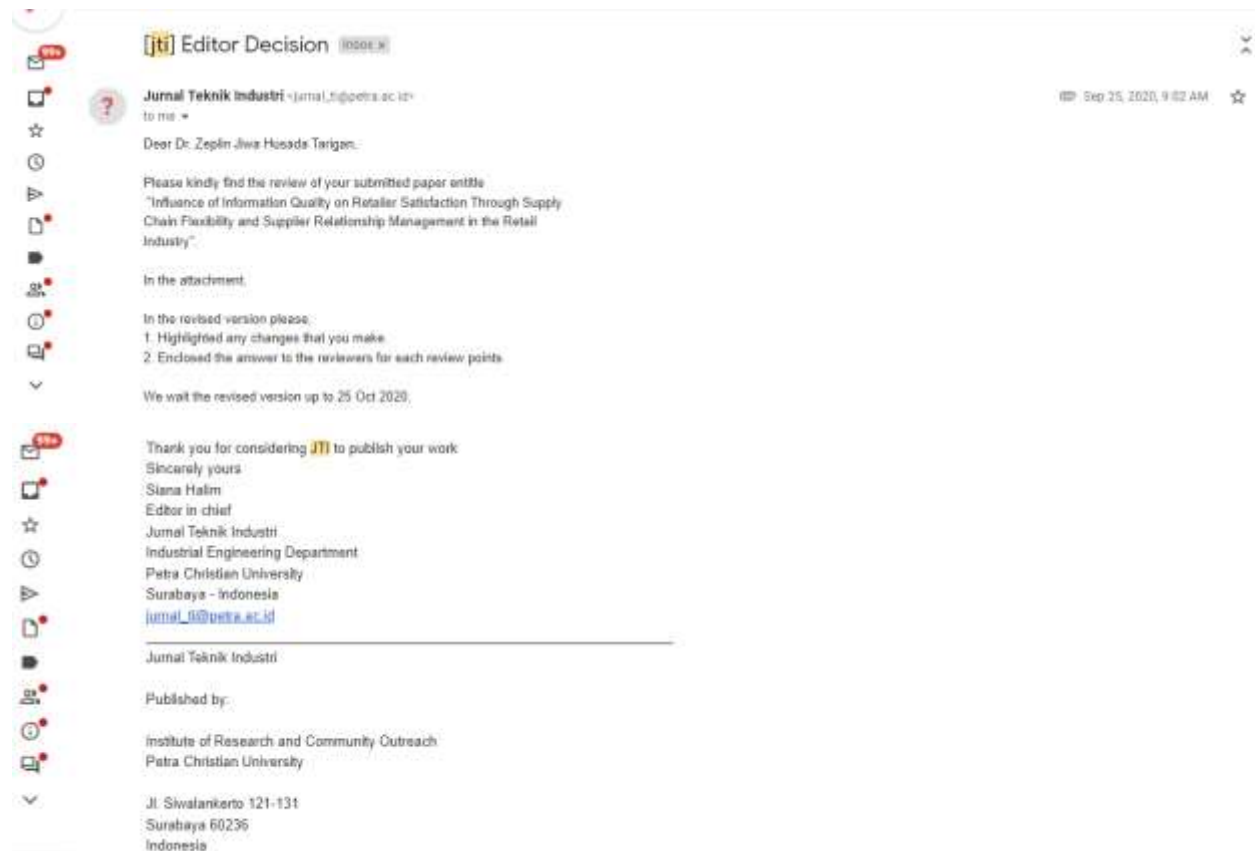 [jti] Editor Decision Inbox x
99+
Jurnal Teknik Industri <jurnal_ti@petra.ac.id>
Sep 25, 2020, 9:02 AM
to me
?
Dear Dr. Zeplin Jiwa Husada Tarigan,
Please kindly find the review of your submitted paper entitle
"Influence of Information Quality on Retailer Satisfaction Through Supply
Chain Flexibility and Supplier Relationship Management in the Retail
Industry".
In the attachment.
In the revised version please,
1. Highlighted any changes that you make
2. Enclosed the answer to the reviewers for each review points.
We wait the revised version up to 25 Oct 2020.
99+
Thank you for considering JTI to publish your work
Sincerely yours
Siana Halim
Editor in chief
Jurnal Teknik Industri
Industrial Engineering Department
Petra Christian University
Surabaya - Indonesia
jurnal_ti@petra.ac.id
Jurnal Teknik Industri
Published by:
Institute of Research and Community Outreach
Petra Christian University
Jl. Siwalankerto 121-131
Surabaya 60236
Indonesia